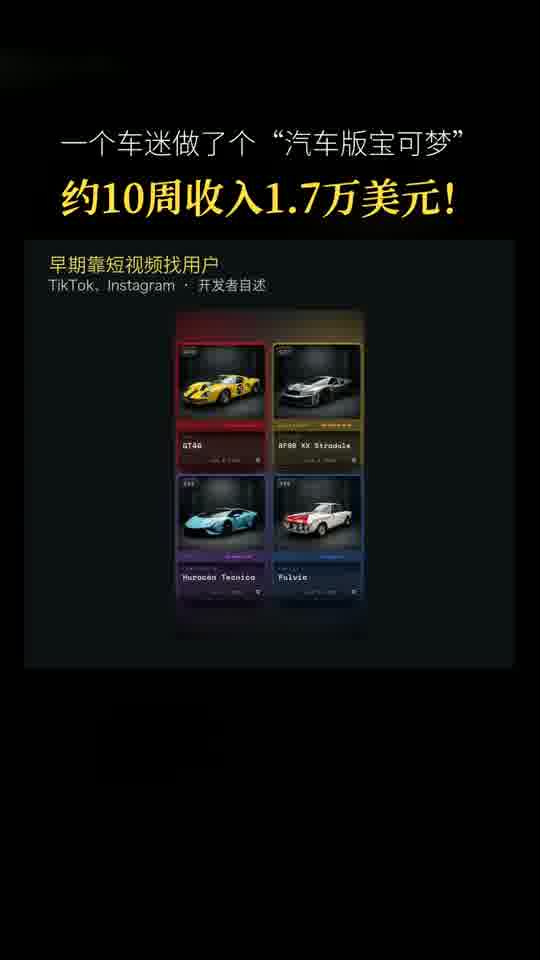 一个车迷做了个“汽车版宝可梦”
约10周收入1.7万美元！
早期靠短视频找用户
TikTok、Instagram · 开发者自述
GT40
SF90 XX Stradale
Huracán Tecnica
Fulvia